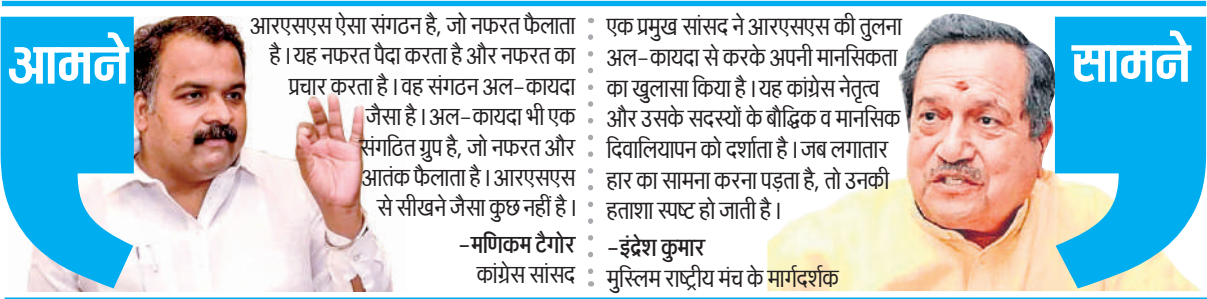 आमने
आरएसएस ऐसा संगठन है, जो नफरत फैलाता
है। यह नफरत पैदा करता है और नफरत का
प्रचार करता है। वह संगठन अल-कायदा
जैसा है। अल-कायदा भी एक
संगठित ग्रुप है, जो नफरत और
आतंक फैलाता है। आरएसएस
से सीखने जैसा कुछ नहीं है।
-मणिकम टैगोर
कांग्रेस सांसद
एक प्रमुख सांसद ने आरएसएस की तुलना
अल-कायदा से करके अपनी मानसिकता
का खुलासा किया है। यह कांग्रेस नेतृत्व
और उसके सदस्यों के बौद्धिक व मानसिक
दिवालियापन को दर्शाता है। जब लगातार
हार का सामना करना पड़ता है, तो उनकी
हताशा स्पष्ट हो जाती है।
-इंद्रेश कुमार
मुस्लिम राष्ट्रीय मंच के मार्गदर्शक
सामने